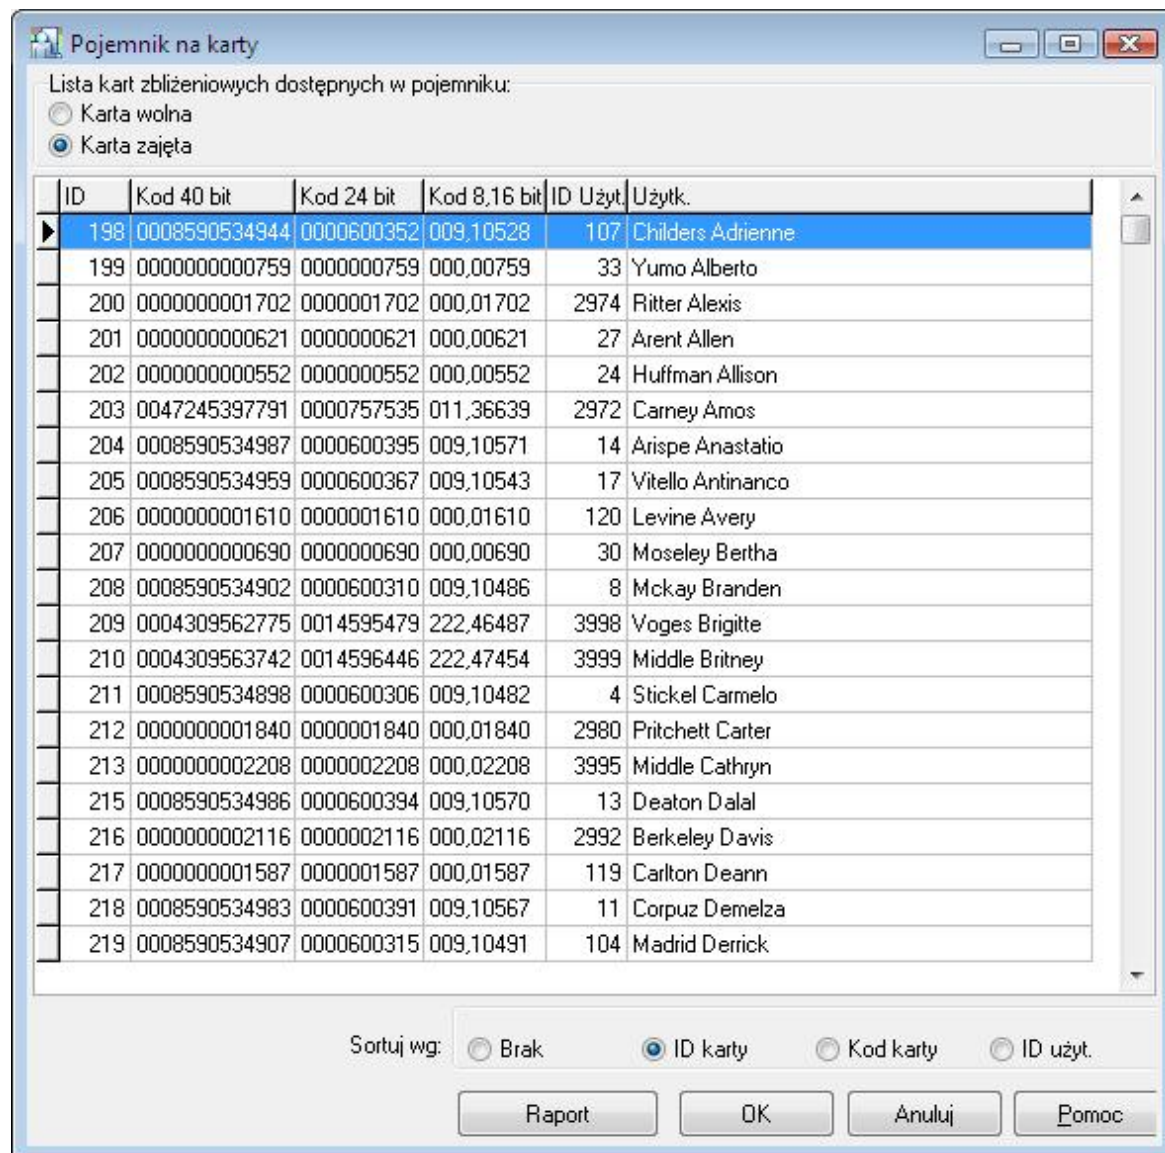 Pojemnik na karty
Lista kart zbliżeniowych dostępnych w pojemniku:
Karta wolna
Karta zajęta
ID Kod 40 bit Kod 24 bit Kod 8,16 bit ID Użyt. Użytk.
198 0008590534944 0000600352 009,10528 107 Childers Adrienne
199 0000000000759 0000000759 000,00759 33 Yumo Alberto
200 0000000001702 0000001702 000,01702 2974 Ritter Alexis
201 0000000000621 0000000621 000,00621 27 Arent Allen
202 0000000000552 0000000552 000,00552 24 Huffman Allison
203 0047245397791 0000757535 011,36639 2972 Carney Amos
204 0008590534987 0000600395 009,10571 14 Arispe Anastatio
205 0008590534959 0000600367 009,10543 17 Vitello Antinanco
206 0000000001610 0000001610 000,01610 120 Levine Avery
207 0000000000690 0000000690 000,00690 30 Moseley Bertha
208 0008590534902 0000600310 009,10486 8 Mckay Branden
209 0004309562775 0014595479 222,46487 3998 Voges Brigitte
210 0004309563742 0014596446 222,47454 3999 Middle Britney
211 0008590534898 0000600306 009,10482 4 Stickel Carmelo
212 0000000001840 0000001840 000,01840 2980 Pritchett Carter
213 0000000002208 0000002208 000,02208 3995 Middle Cathryn
215 0008590534986 0000600394 009,10570 13 Deaton Dalal
216 0000000002116 0000002116 000,02116 2992 Berkeley Davis
217 0000000001587 0000001587 000,01587 119 Carlton Deann
218 0008590534983 0000600391 009,10567 11 Corpuz Demelza
219 0008590534907 0000600315 009,10491 104 Madrid Derrick
Sortuj wg: Brak ID karty Kod karty ID użyt.
Raport OK Anuluj Pomoc